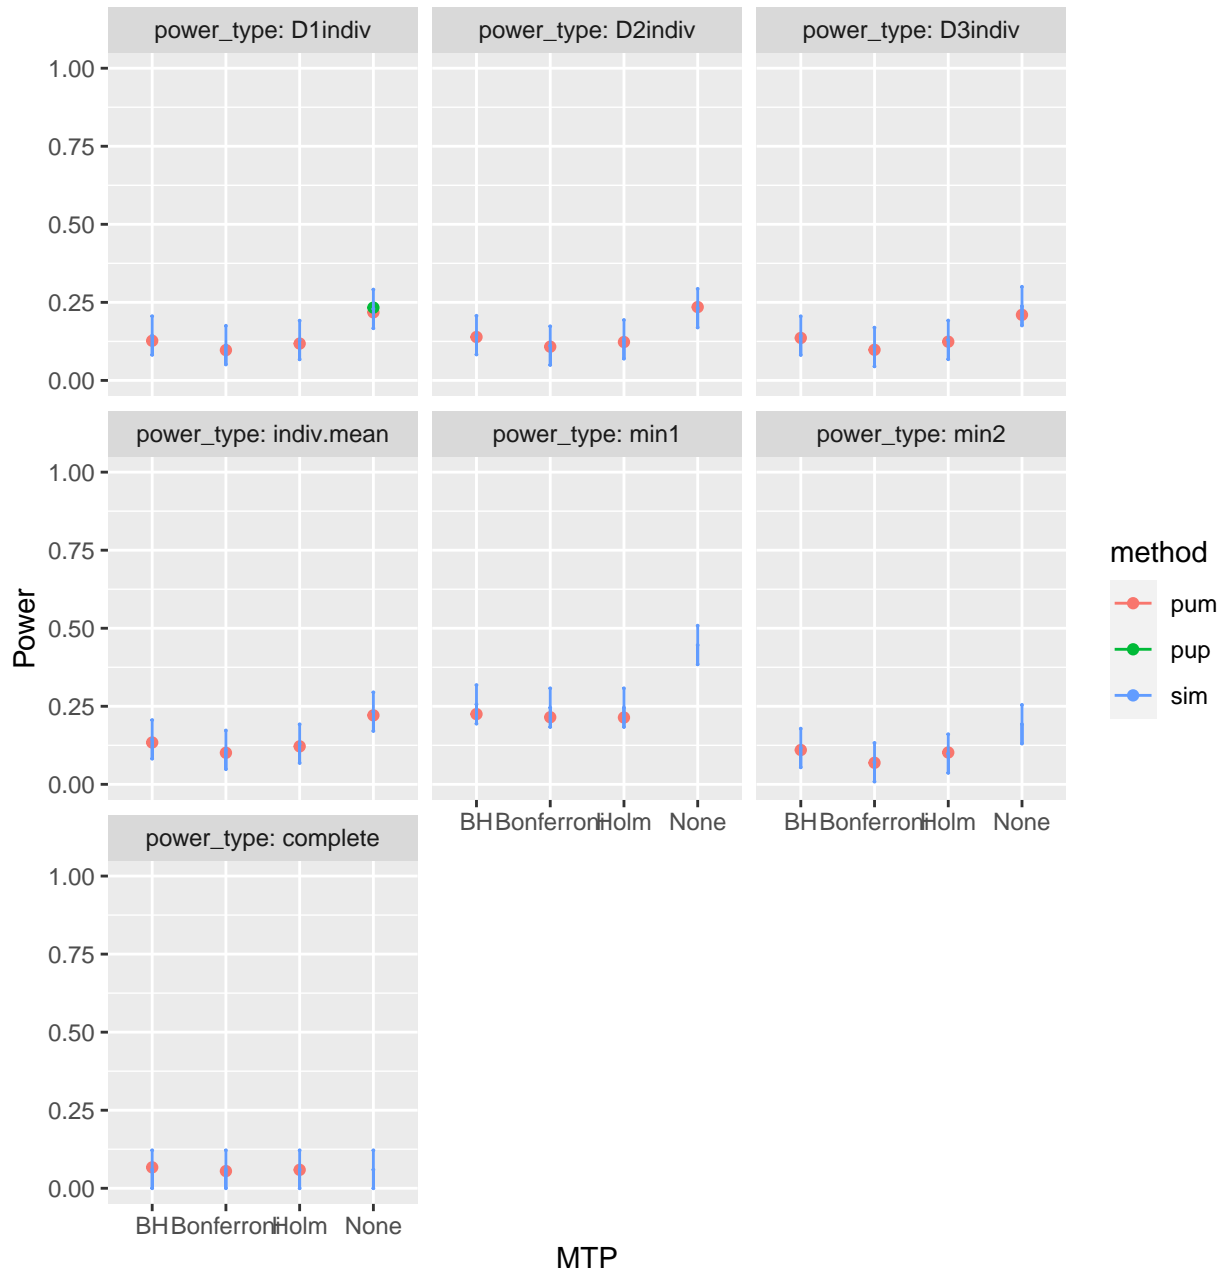 power_type: D1indiv power_type: D2indiv power_type: D3indiv
1.00
0.75
0.50
0.25
0.00
power_type: indiv.mean power_type: min1 power_type: min2
1.00
0.75
0.50
0.25
0.00
BH Bonferroni Holm None BH Bonferroni Holm None
power_type: complete
1.00
0.75
0.50
0.25
0.00
BH Bonferroni Holm None
MTP
Power
method
pum
pup
sim